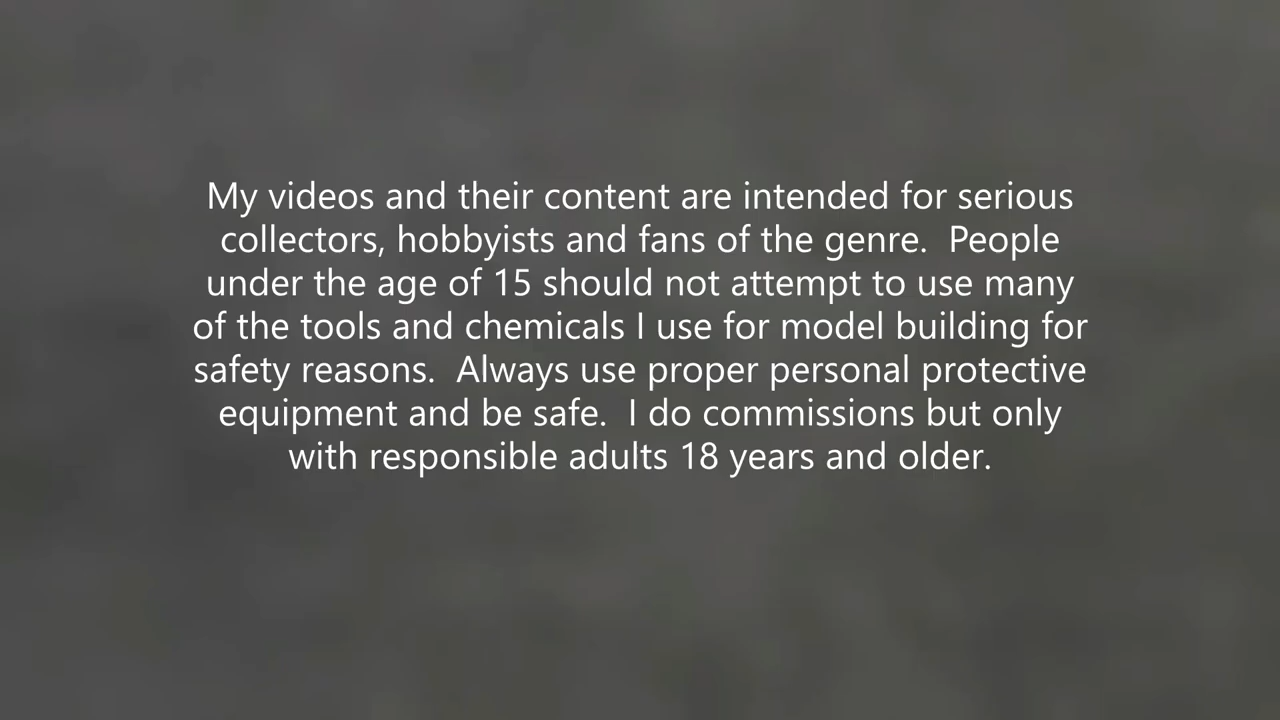 My videos and their content are intended for serious
collectors, hobbyists and fans of the genre.  People
under the age of 15 should not attempt to use many
of the tools and chemicals I use for model building for
safety reasons.  Always use proper personal protective
equipment and be safe.  I do commissions but only
with responsible adults 18 years and older.